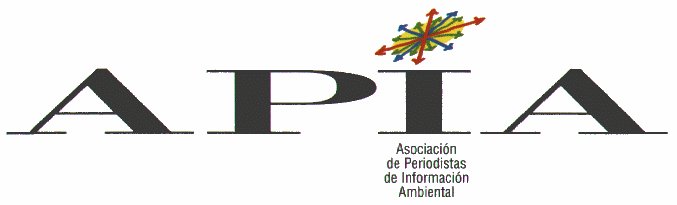 APIA
Asociación
de Periodistas
de Información
Ambiental